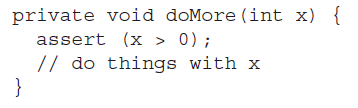 private void doMore(int x) {
  assert (x > 0);
  // do things with x
}